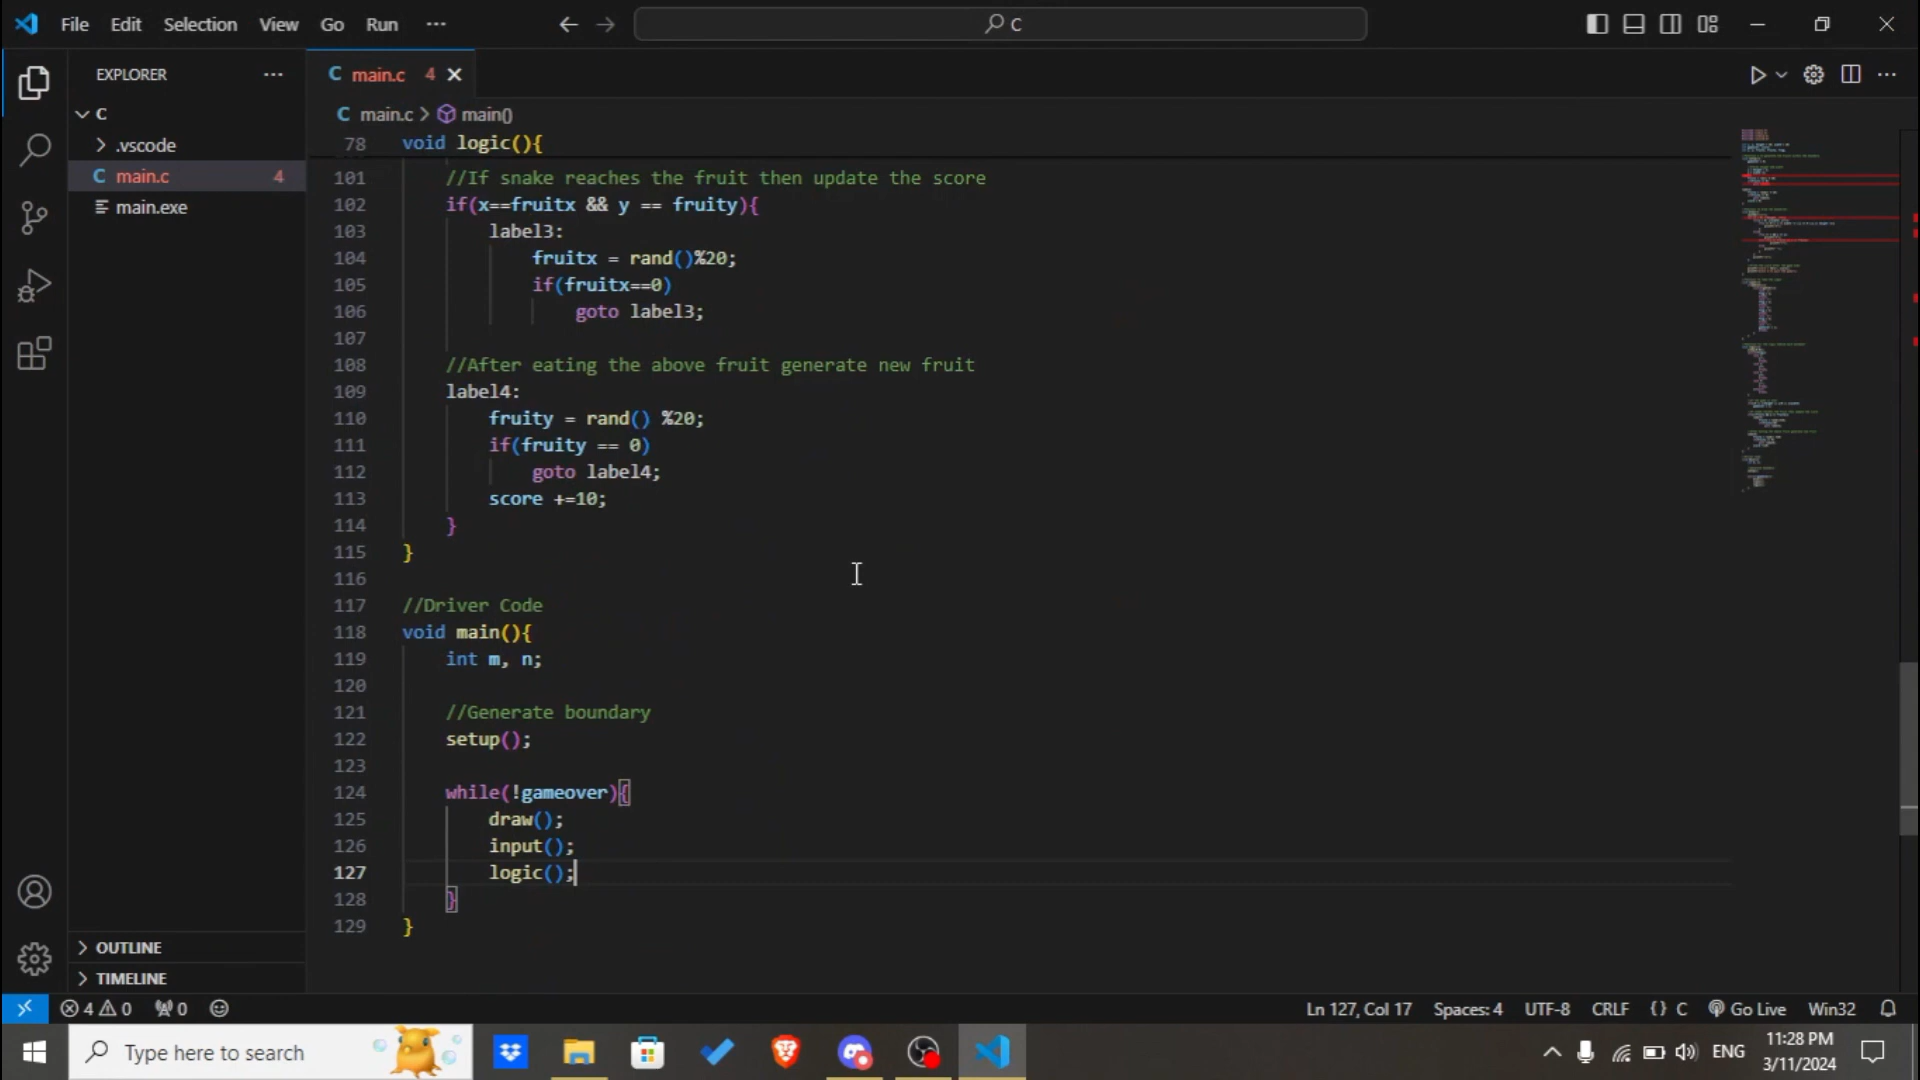 File Edit Selection View Go Run ··· C
EXPLORER ···
C
.vscode
C main.c 4
main.exe
OUTLINE
TIMELINE
C main.c 4
C main.c > main()
78 void logic(){
101 //If snake reaches the fruit then update the score
102 if(x==fruitx && y == fruity){
103 label3:
104 fruitx = rand()%20;
105 if(fruitx==0)
106 goto label3;
107
108 //After eating the above fruit generate new fruit
109 label4:
110 fruity = rand() %20;
111 if(fruity == 0)
112 goto label4;
113 score +=10;
114 }
115 }
116
117 //Driver Code
118 void main(){
119 int m, n;
120
121 //Generate boundary
122 setup();
123
124 while(!gameover){
125 draw();
126 input();
127 logic();
128 }
129 }
4 0 0 Ln 127, Col 17 Spaces: 4 UTF-8 CRLF {} C Go Live Win32
Type here to search ENG 11:28 PM
3/11/2024